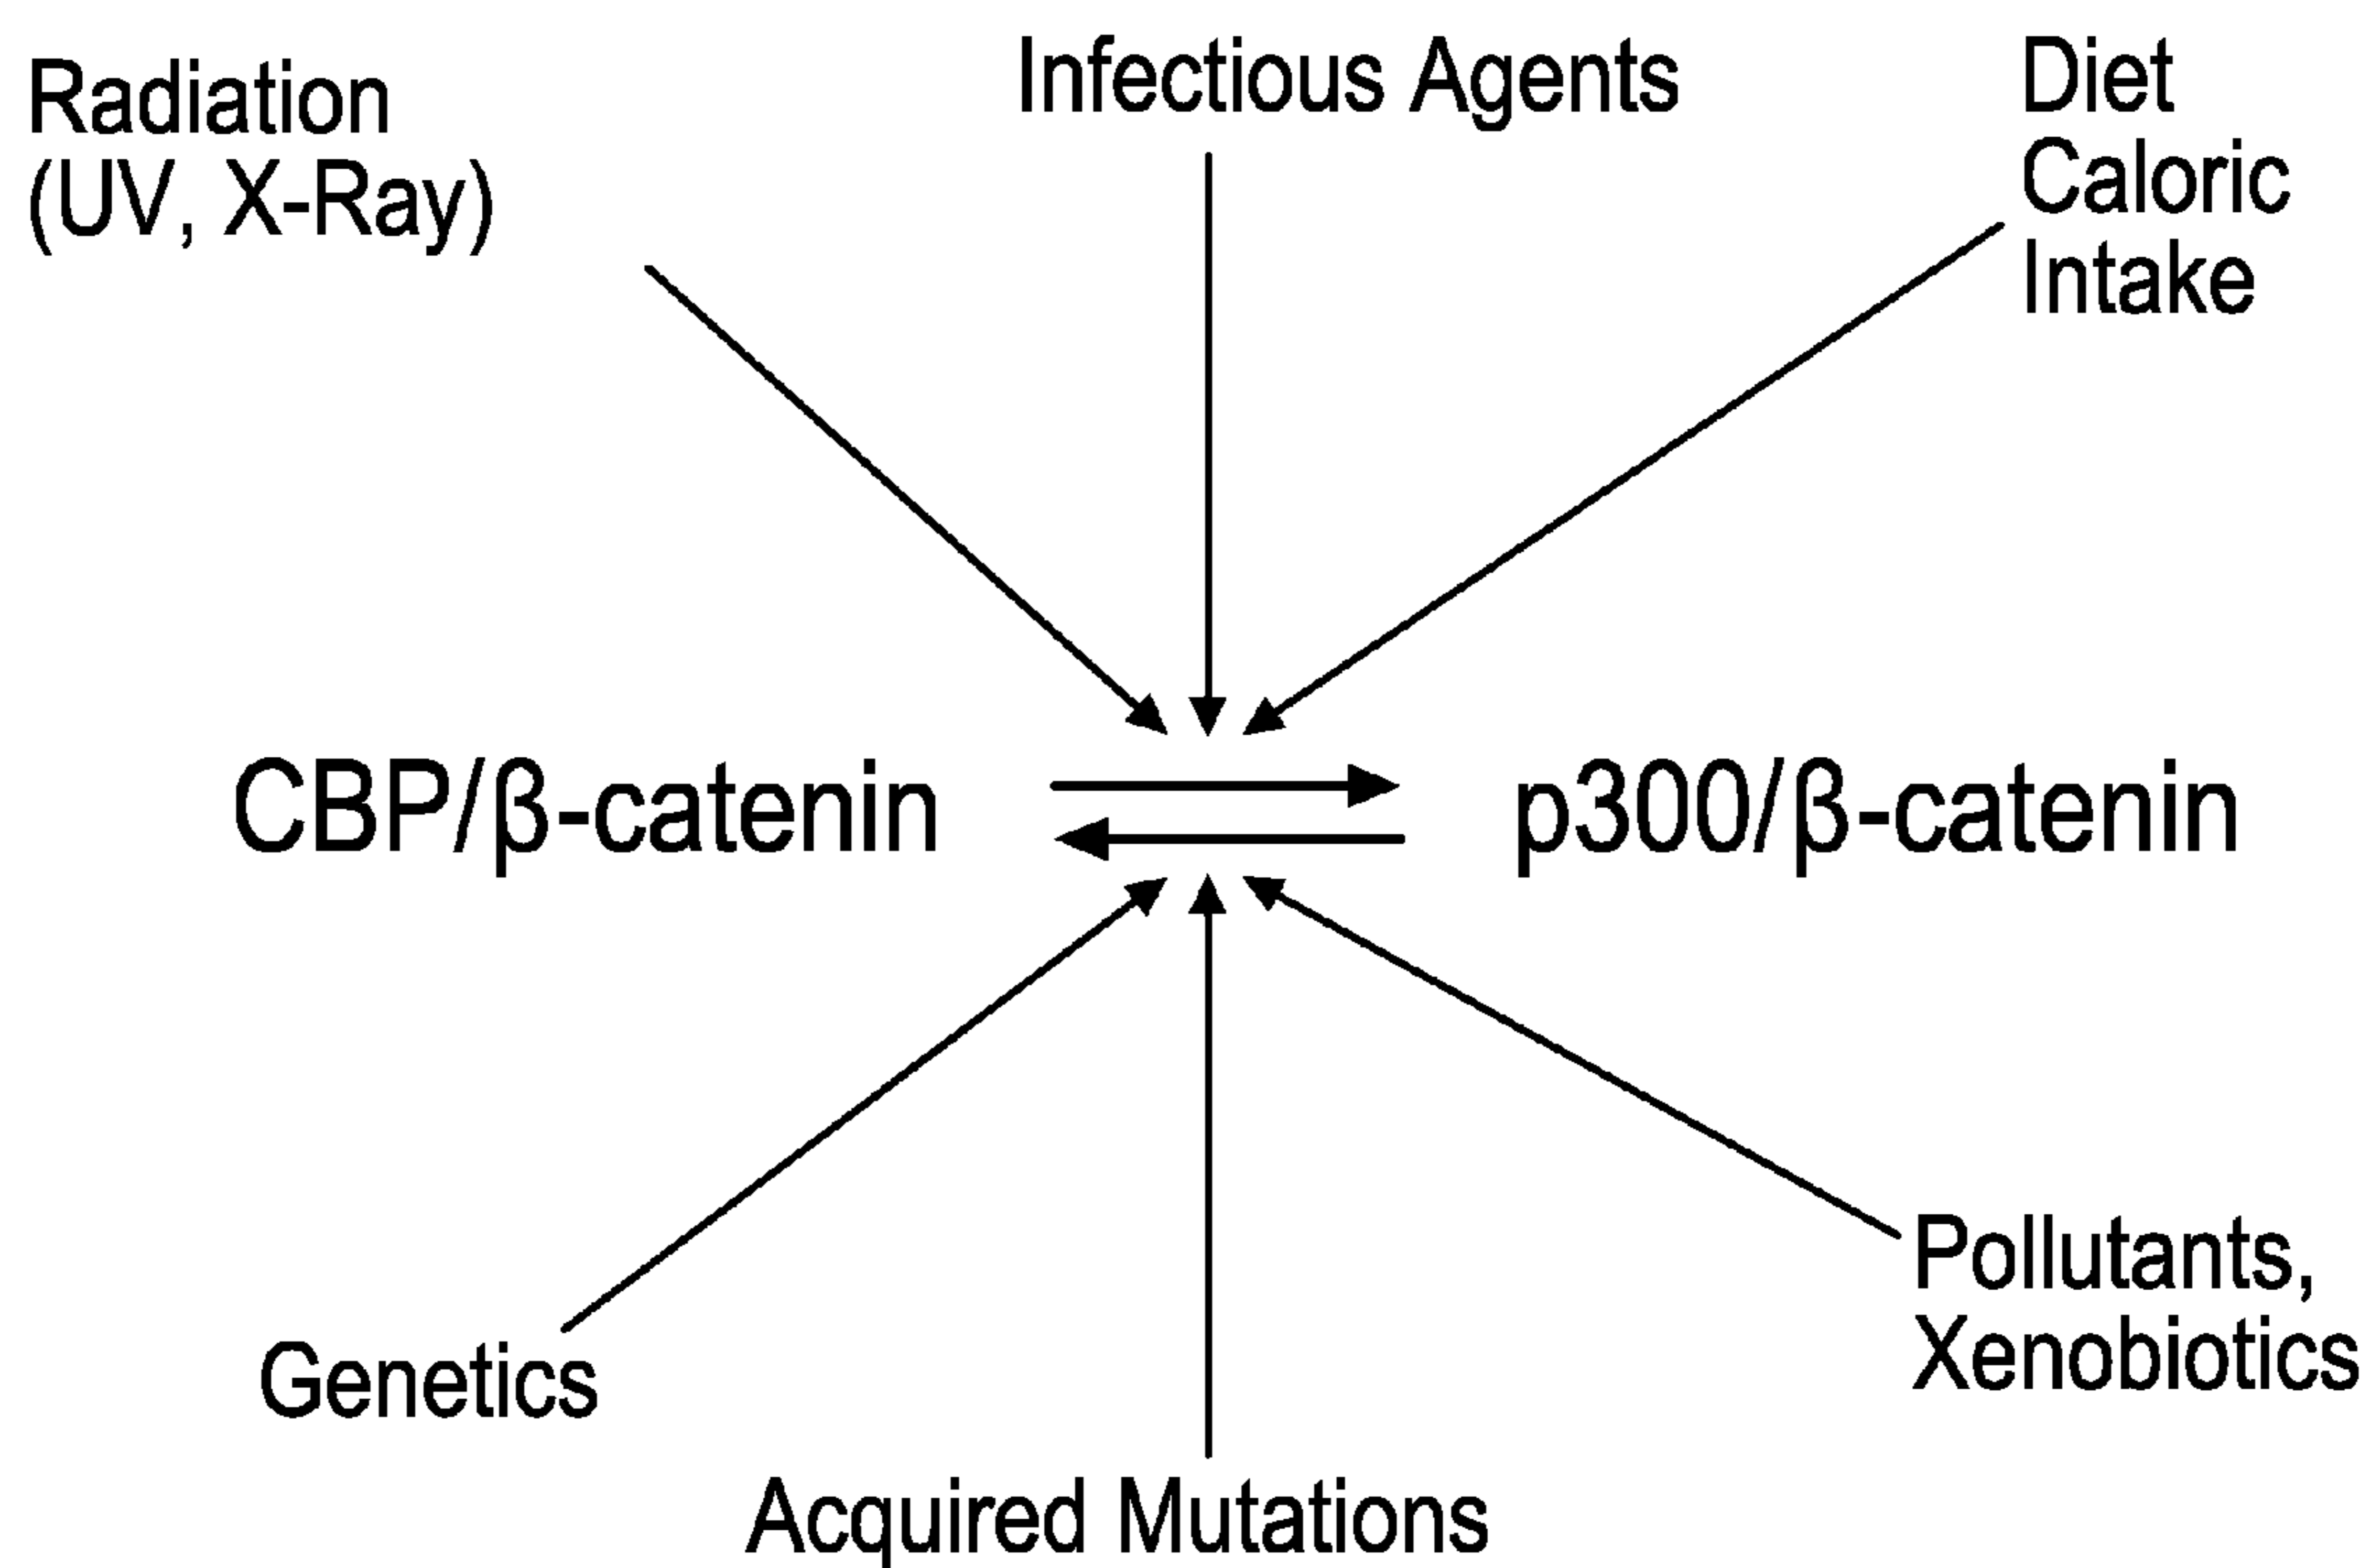 Radiation
(UV, X-Ray)
Infectious Agents
Diet
Caloric
Intake
CBP/β-catenin
p300/β-catenin
Genetics
Acquired Mutations
Pollutants,
Xenobiotics